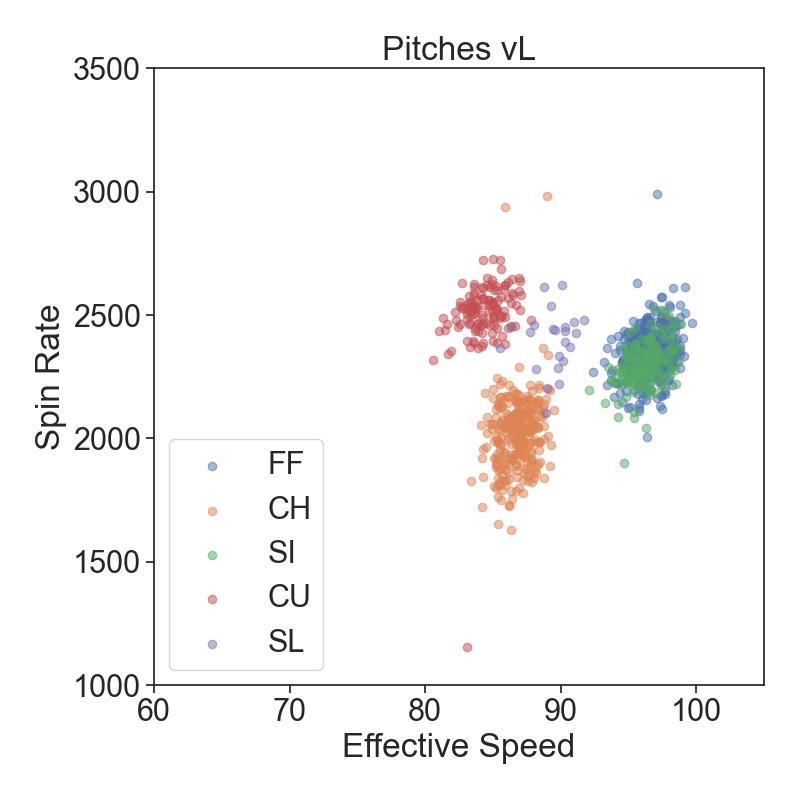 Pitches vL
3500
3000
2500
2000
1500
1000
Spin Rate
FF
CH
SI
CU
SL
60 70 80 90 100
Effective Speed